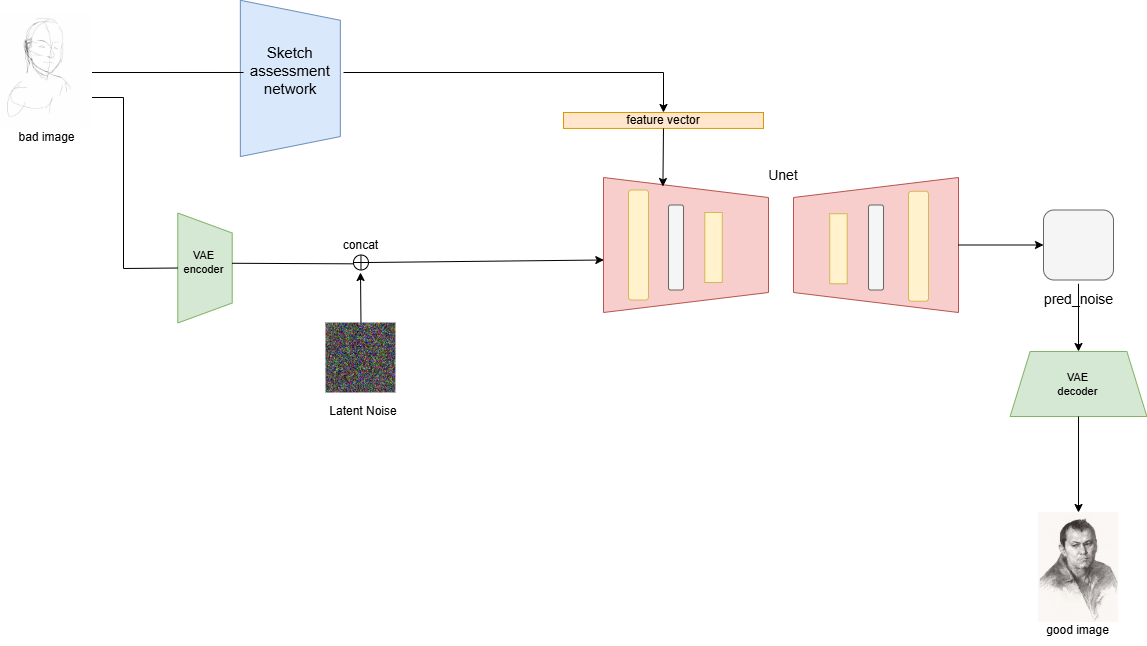 Sketch
assessment
network
bad image
feature vector
Unet
VAE
encoder
concat
Latent Noise
pred_noise
VAE
decoder
good image